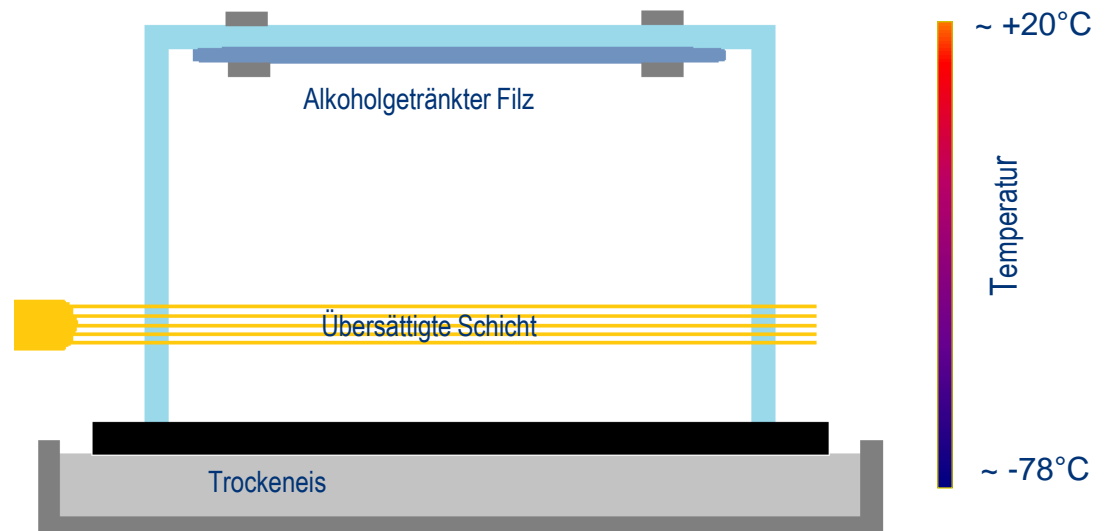 ~ +20°C
Alkoholgetränkter Filz
Temperatur
Übersättigte Schicht
~ -78°C
Trockeneis